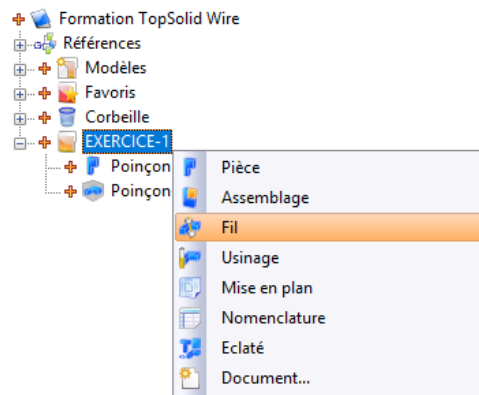 Formation TopSolid Wire
Références
Modèles
Favoris
Corbeille
EXERCICE-1
Poinçon
Poinçon
Pièce
Assemblage
Fil
Usinage
Mise en plan
Nomenclature
Eclaté
Document...